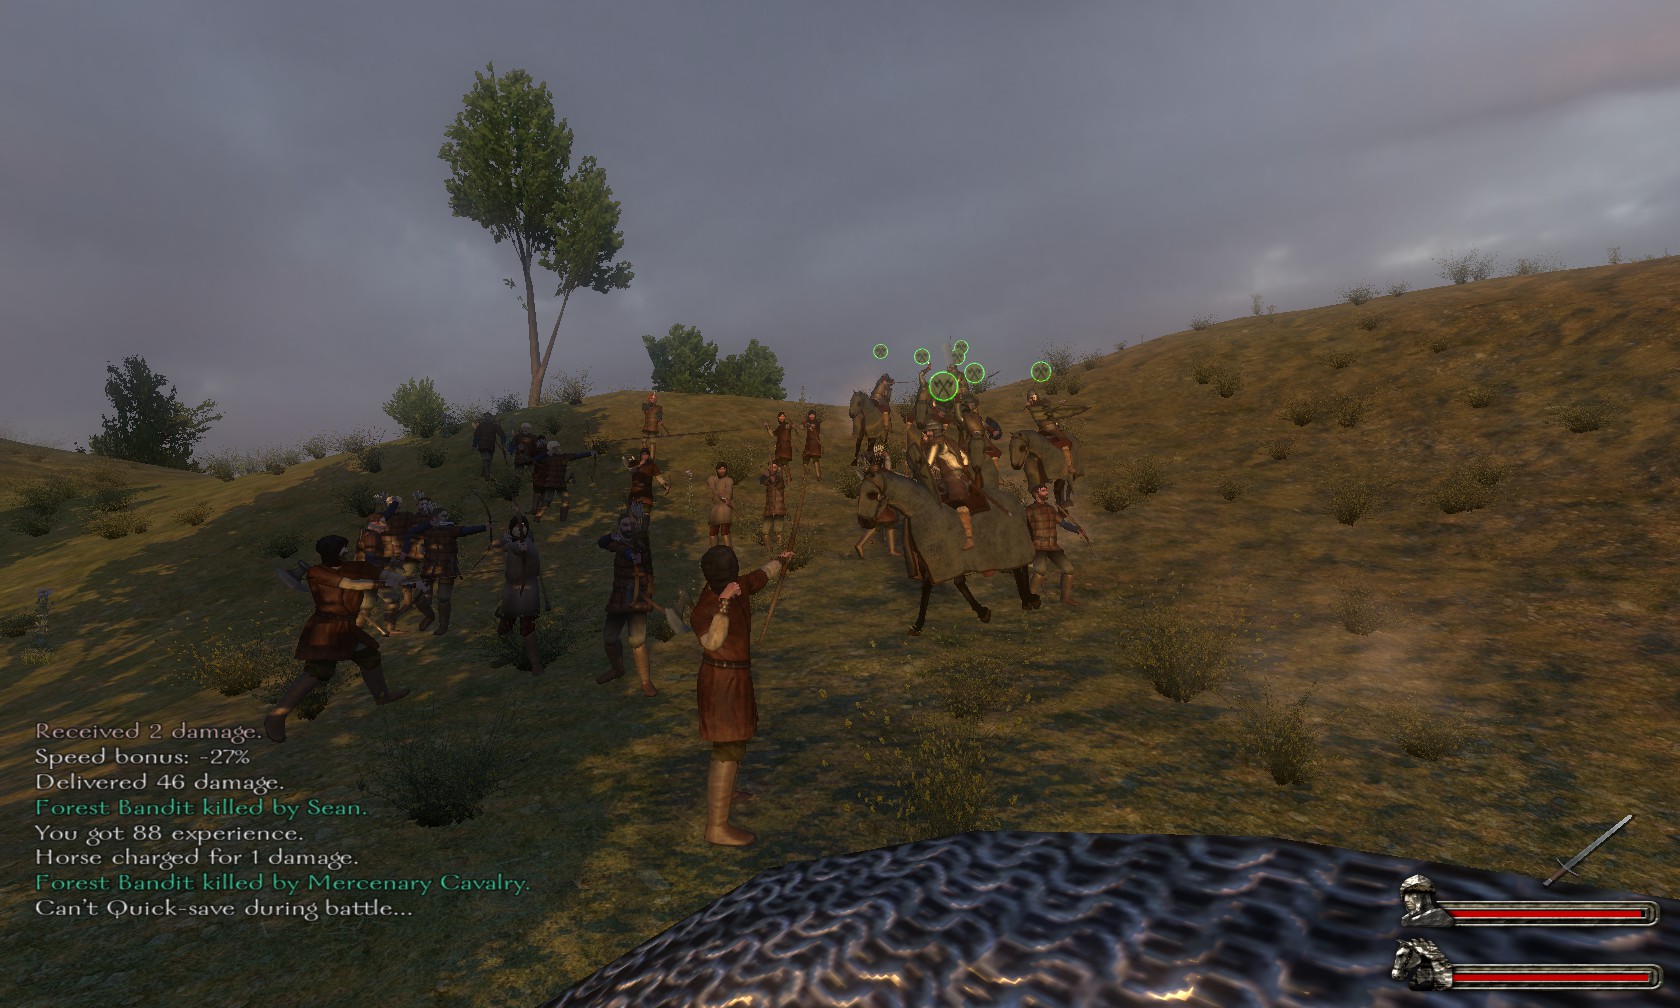 Received 2 damage.
Speed bonus: -27%
Delivered 46 damage.
Forest Bandit killed by Sean.
You got 88 experience.
Horse charged for 1 damage.
Forest Bandit killed by Mercenary Cavalry.
Can't Quick-save during battle...